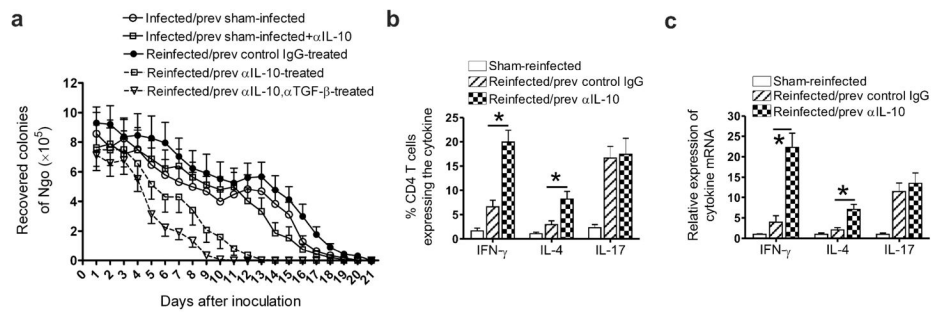 a
Infected/prev sham-infected
Infected/prev sham-infected+αIL-10
Reinfected/prev control IgG-treated
Reinfected/prev αIL-10-treated
Reinfected/prev αIL-10,αTGF-β-treated
Recovered colonies
of Ngo (×10⁵)
12
10
8
6
4
2
0
0 1 2 3 4 5 6 7 8 9 10 11 12 13 14 15 16 17 18 19 20 21
Days after inoculation
b
Sham-reinfected
Reinfected/prev control IgG
Reinfected/prev αIL-10
% CD4 T cells
expressing the cytokine
25
20
15
10
5
0
* *
IFN-γ IL-4 IL-17
c
Sham-reinfected
Reinfected/prev control IgG
Reinfected/prev αIL-10
Relative expression of
cytokine mRNA
30
25
20
15
10
5
0
* *
IFN-γ IL-4 IL-17